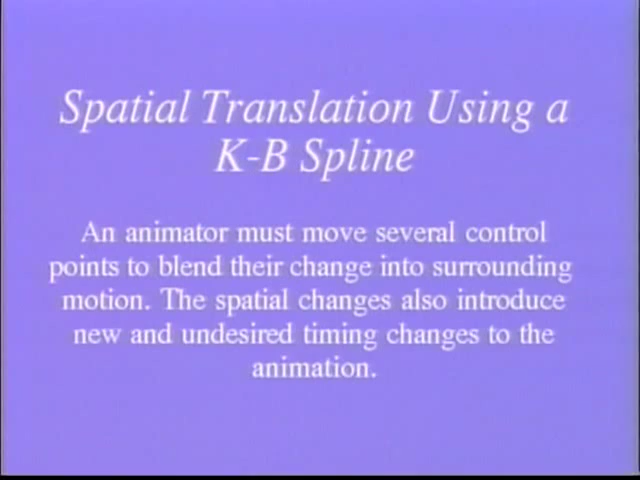 Spatial Translation Using a
K-B Spline
An animator must move several control
points to blend their change into surrounding
motion. The spatial changes also introduce
new and undesired timing changes to the
animation.